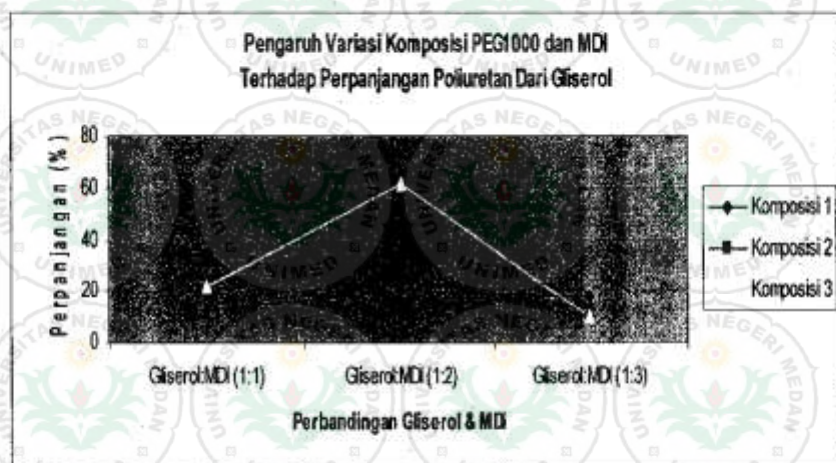 Pengaruh Variasi Komposisi PEG1000 dan MDI
Terhadap Perpanjangan Poliuretan Dari Gliserol
Perpanjangan (%)
80
60
40
20
0
Gliserol:MDI (1:1)
Gliserol:MDI (1:2)
Gliserol:MDI (1:3)
Perbandingan Gliserol & MDI
Komposisi 1
Komposisi 2
Komposisi 3
UNIMED
UNIMED